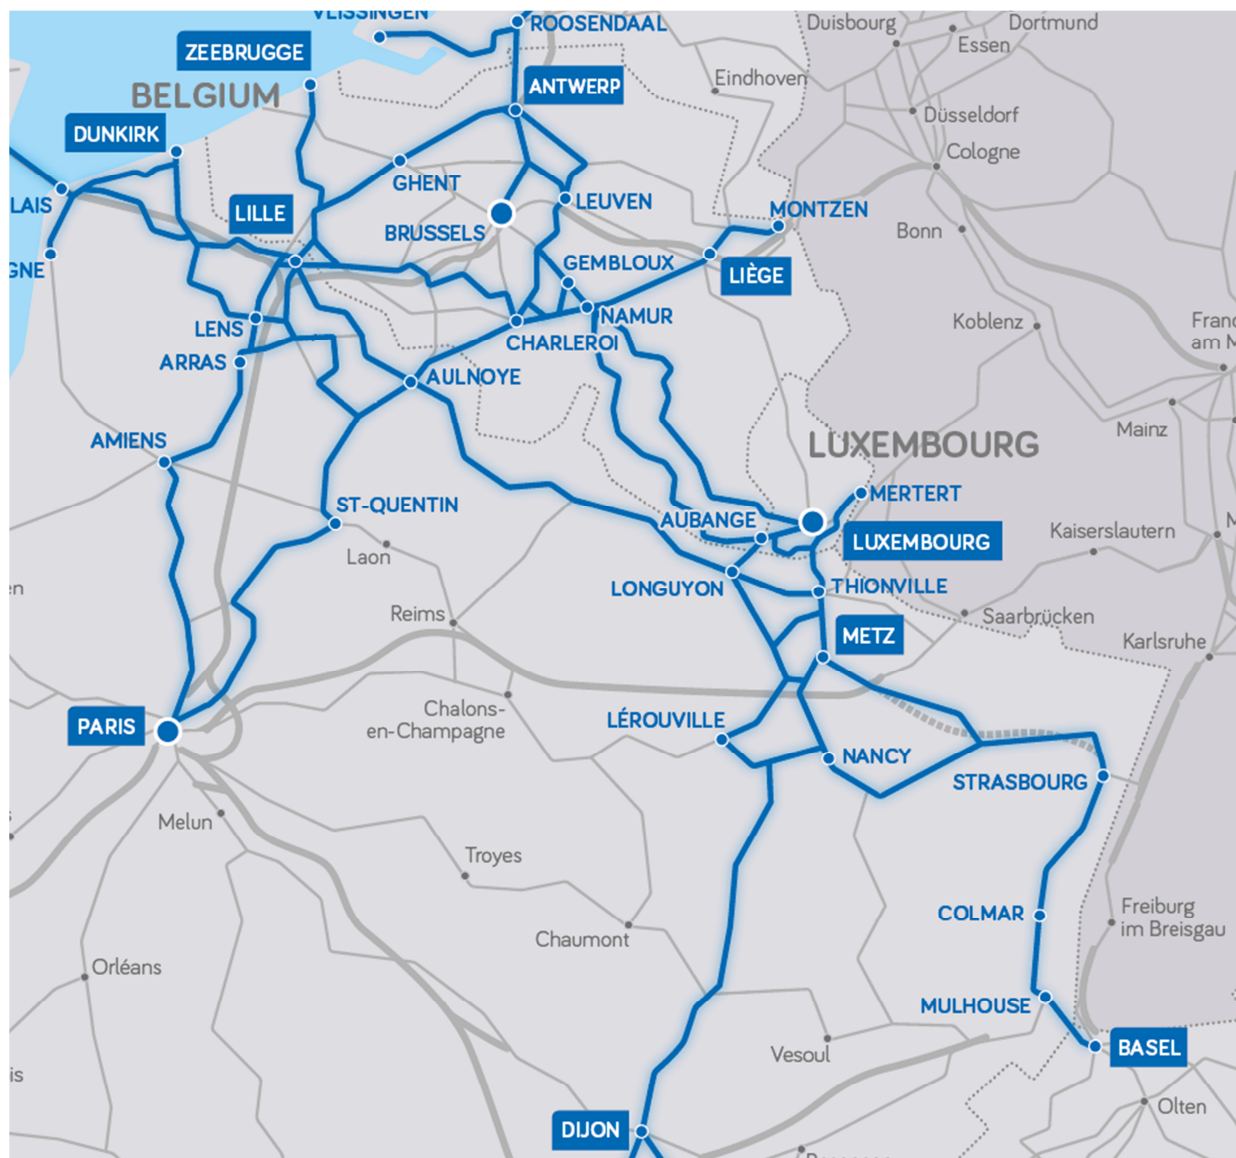 VLISSINGEN
ROOSENDAAL
Duisbourg
Dortmund
Essen
ZEEBRUGGE
BELGIUM
ANTWERP
Eindhoven
DUNKIRK
Düsseldorf
Cologne
GHENT
LEUVEN
MONTZEN
LAIS
LILLE
BRUSSELS
Bonn
GNE
GEMBLOUX
LIÈGE
LENS
NAMUR
Koblenz
Franc
am M
CHARLEROI
ARRAS
AULNOYE
Mainz
AMIENS
LUXEMBOURG
MERTERT
ST-QUENTIN
AUBANGE
M
Laon
LUXEMBOURG
Kaiserslautern
en
LONGUYON
THIONVILLE
Reims
Saarbrücken
METZ
Karlsruhe
PARIS
Chalons-
en-Champagne
LÉROUVILLE
NANCY
STRASBOURG
Melun
Troyes
COLMAR
Freiburg
im Breisgau
Chaumont
Orléans
MULHOUSE
Vesoul
BASEL
is
Olten
DIJON